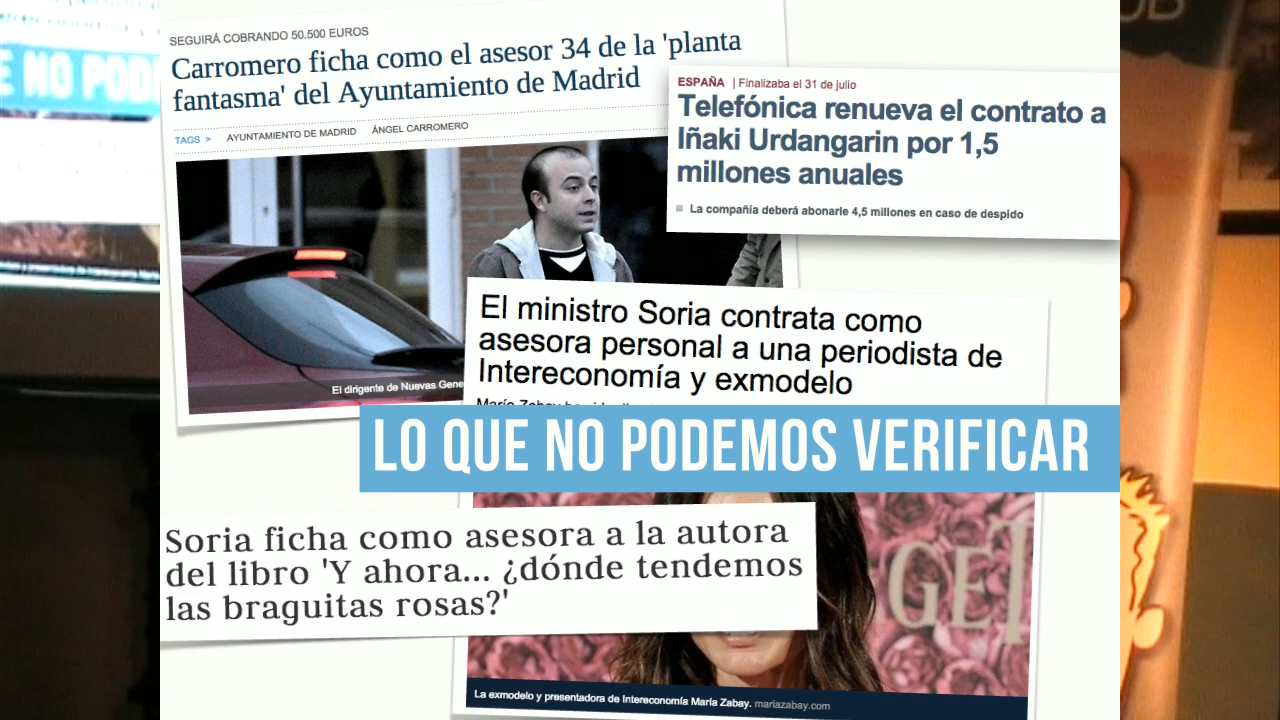 SEGUIRÁ COBRANDO 50.500 EUROS
Carromero ficha como el asesor 34 de la 'planta
fantasma' del Ayuntamiento de Madrid
TAGS > AYUNTAMIENTO DE MADRID ÁNGEL CARROMERO
ESPAÑA | Finalizaba el 31 de julio
Telefónica renueva el contrato a
Iñaki Urdangarin por 1,5
millones anuales
La compañía deberá abonarle 4,5 millones en caso de despido
El dirigente de Nuevas Gene
El ministro Soria contrata como
asesora personal a una periodista de
Intereconomía y exmodelo
María Zabay
LO QUE NO PODEMOS VERIFICAR
Soria ficha como asesora a la autora
del libro 'Y ahora... ¿dónde tendemos
las braguitas rosas?'
GET
La exmodelo y presentadora de Intereconomía María Zabay. mariazabay.com
E NO PODE